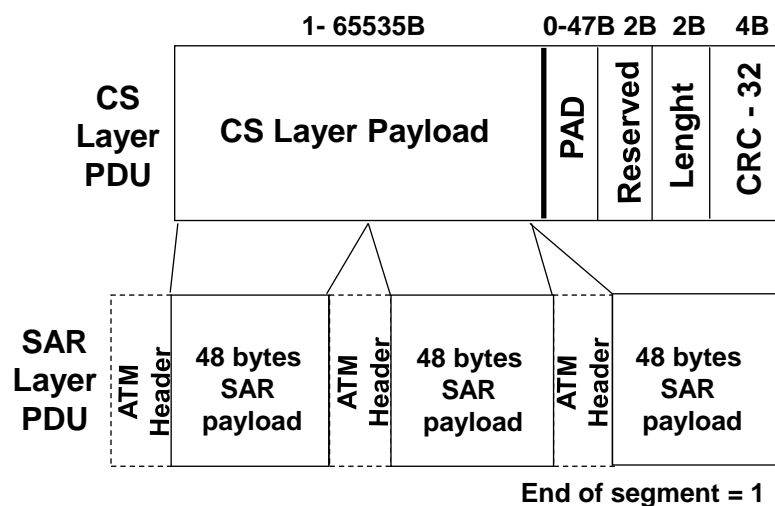 1- 65535B 0-47B 2B 2B 4B
CS
Layer
PDU
CS Layer Payload
PAD
Reserved
Lenght
CRC - 32
SAR
Layer
PDU
ATM
Header
48 bytes
SAR
payload
ATM
Header
48 bytes
SAR
payload
ATM
Header
48 bytes
SAR
payload
End of segment = 1